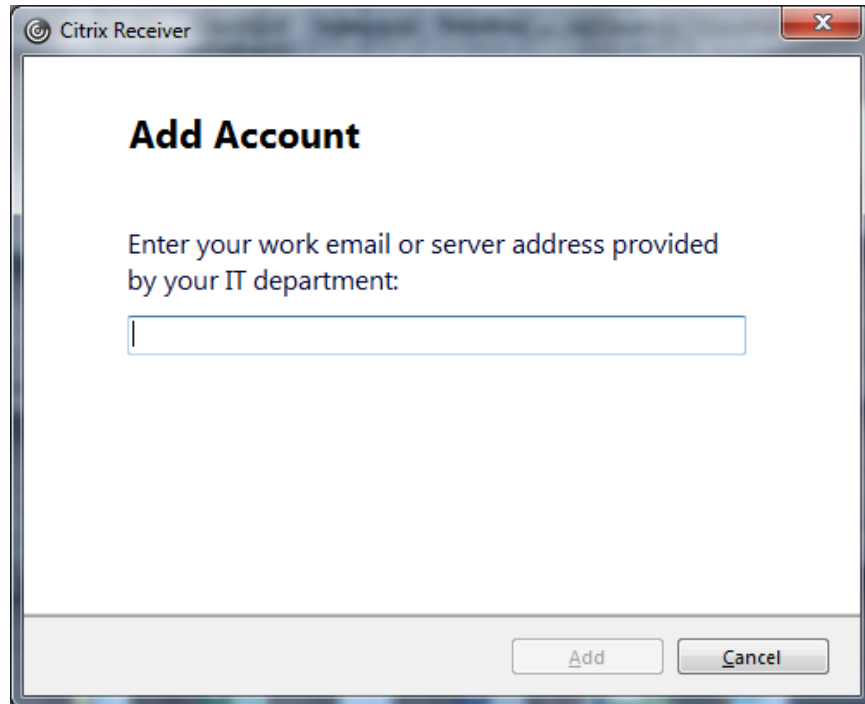 Citrix Receiver
Add Account
Enter your work email or server address provided
by your IT department:
Add
Cancel